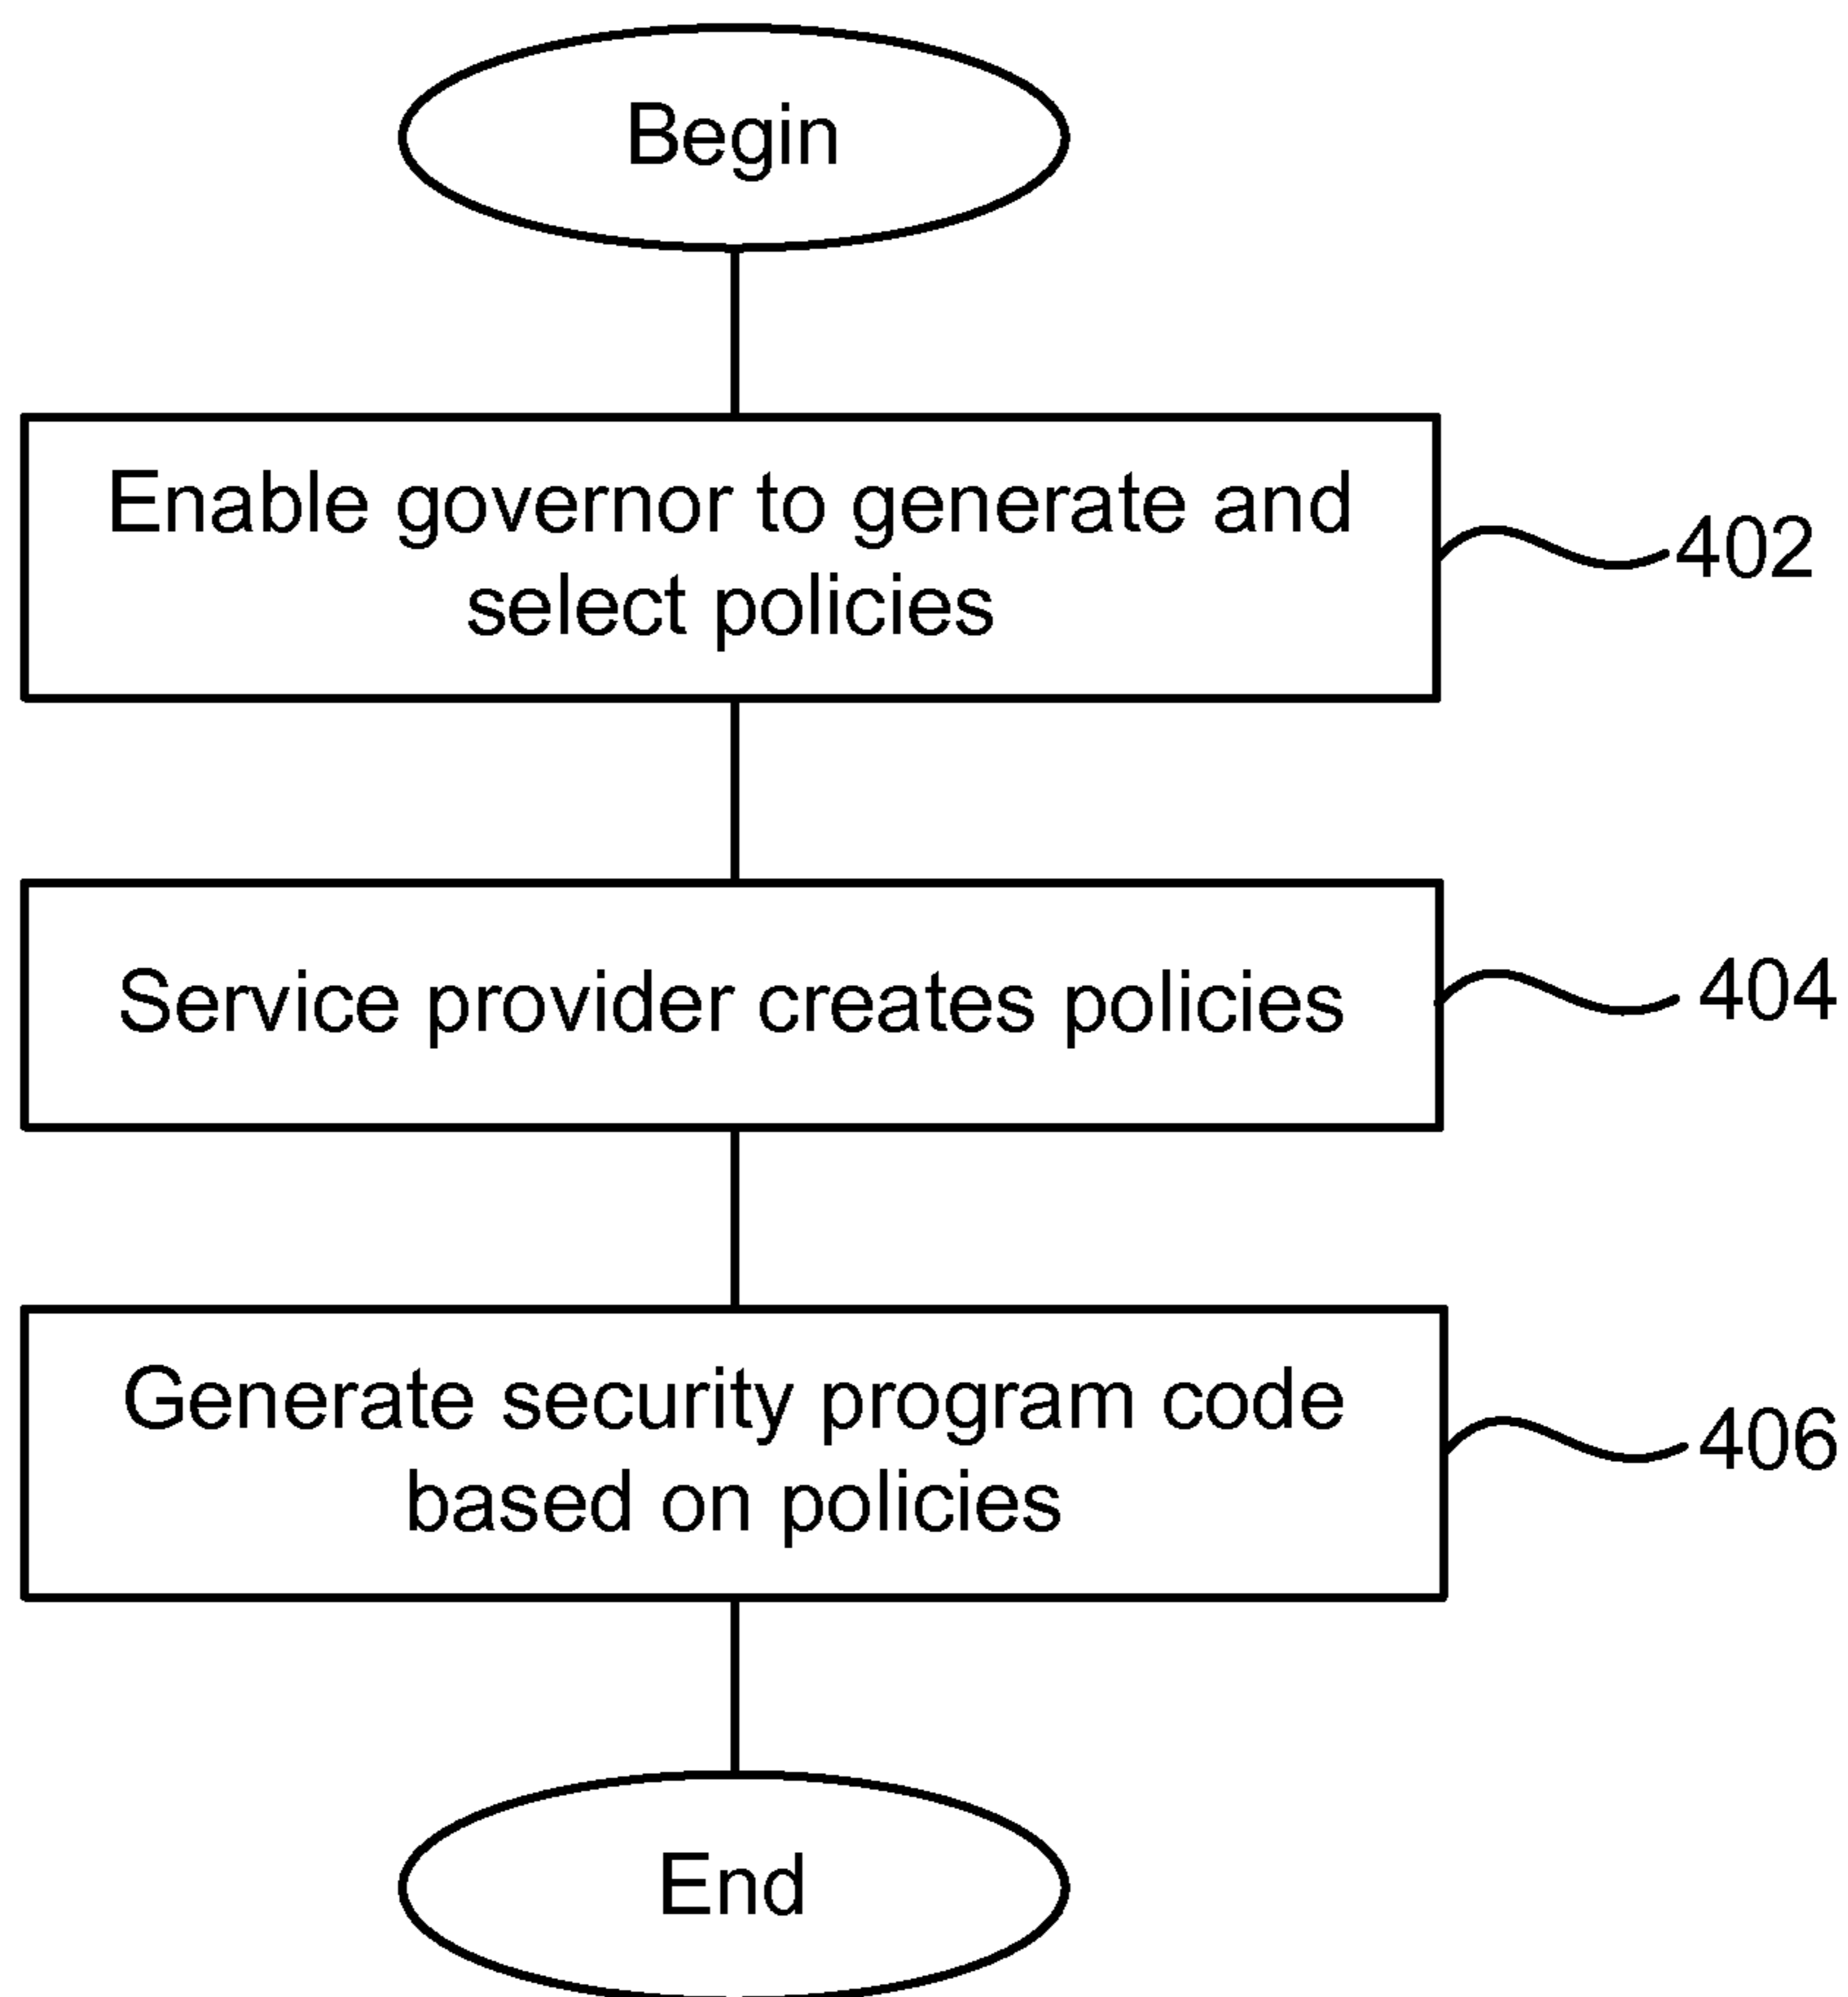 Begin
Enable governor to generate and
select policies
402
Service provider creates policies
404
Generate security program code
based on policies
406
End